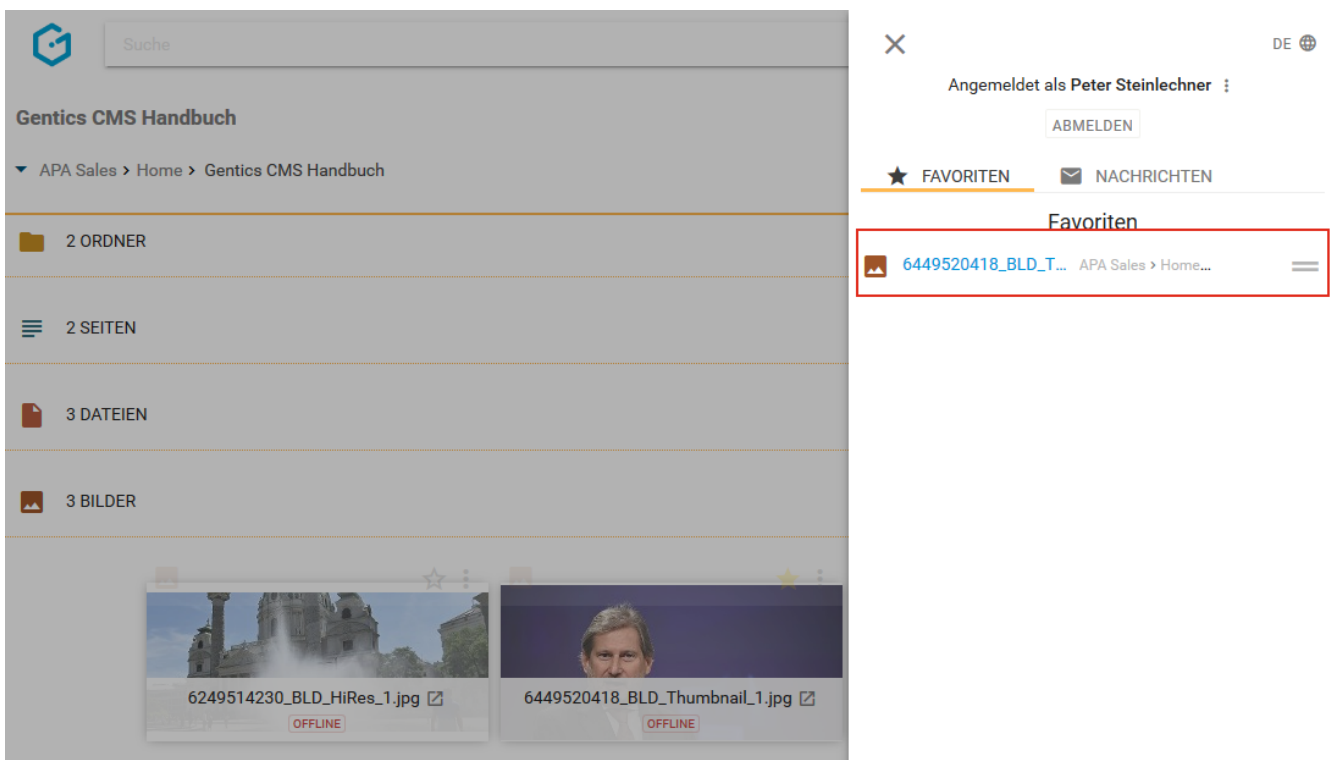 Suche
Gentics CMS Handbuch
APA Sales > Home > Gentics CMS Handbuch
2 ORDNER
2 SEITEN
3 DATEIEN
3 BILDER
6249514230_BLD_HiRes_1.jpg
OFFLINE
6449520418_BLD_Thumbnail_1.jpg
OFFLINE
DE
Angemeldet als Peter Steinlechner
ABMELDEN
FAVORITEN NACHRICHTEN
Favoriten
6449520418_BLD_T... APA Sales > Home...